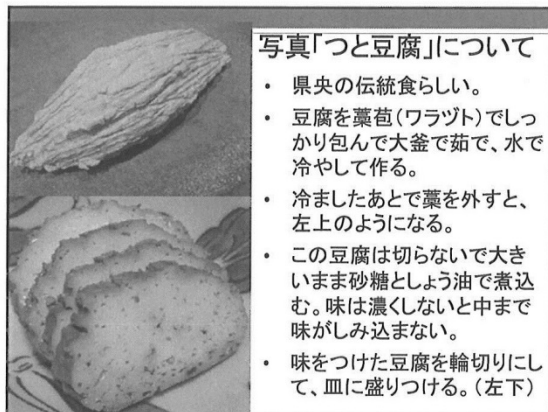 写真「つと豆腐」について
・ 県央の伝統食らしい。
・ 豆腐を藁苞(ワラヅト)でしっ
かり包んで大釜で茹で、水で
冷やして作る。
・ 冷ましたあとで藁を外すと、
左上のようになる。
・ この豆腐は切らないで大き
いまま砂糖としょう油で煮込
む。味は濃くしないと中まで
味がしみ込まない。
・ 味をつけた豆腐を輪切りにし
て、皿に盛りつける。(左下)